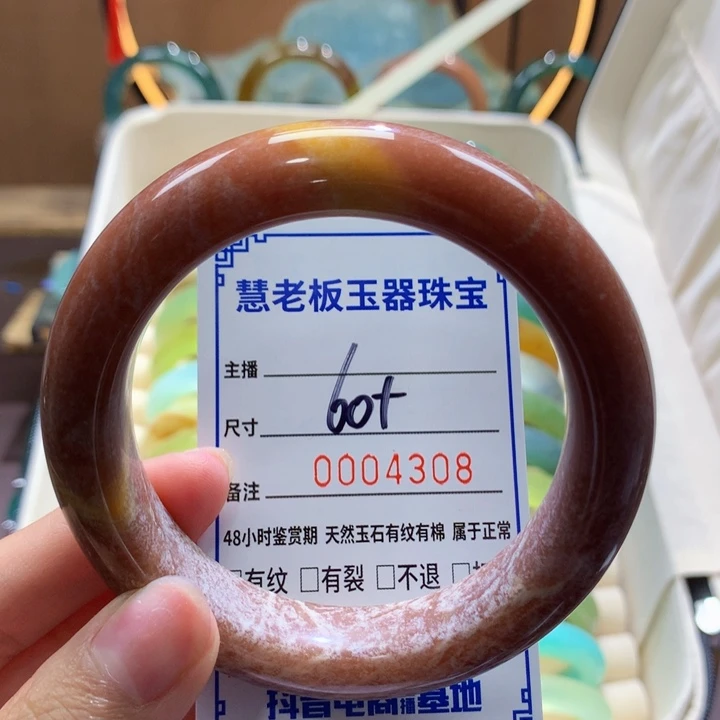 慧老板玉器珠宝
主播
尺寸 60+
备注 0004308
48小时鉴赏期 天然玉石有纹有棉 属于正常
□有纹 □有裂 □不退 □
抖音电商直播基地